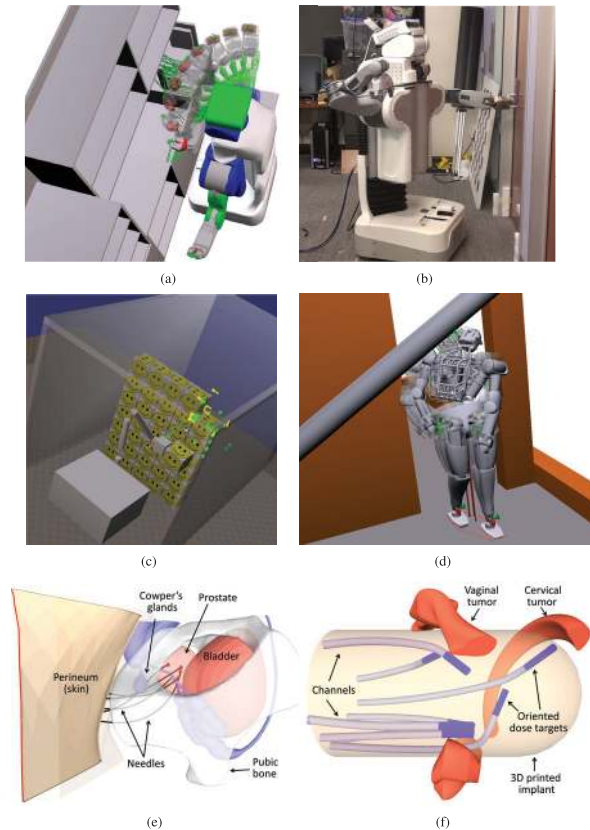 (a)
(b)
(c)
(d)
Cowper's
glands
Prostate
Bladder
Perineum
(skin)
Needles
Pubic
bone
(e)
Vaginal
tumor
Cervical
tumor
Channels
Oriented
dose targets
3D printed
implant
(f)